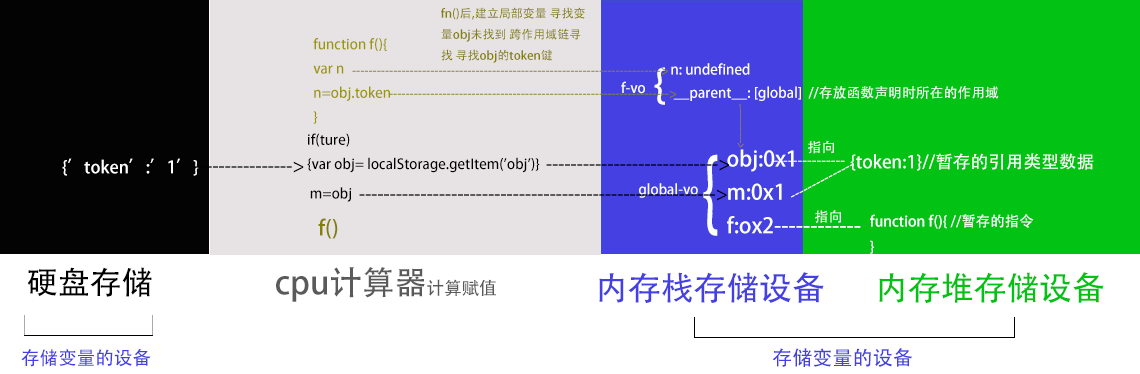 fn()后,建立局部变量 寻找变
量obj未找到 跨作用域链寻
找 寻找obj的token键
function f(){
var n
n=obj.token
}
n: undefined
f-vo {
__parent__: [global] //存放函数声明时所在的作用域
if(ture)
{var obj= localStorage.getItem('obj')}
m=obj
f()
{' token' :' 1' }
global-vo {
obj:0x1
m:0x1
f:ox2
指向
{token:1}//暂存的引用类型数据
指向
function f(){ //暂存的指令
}
硬盘存储
cpu计算器计算赋值
内存栈存储设备
内存堆存储设备
存储变量的设备
存储变量的设备